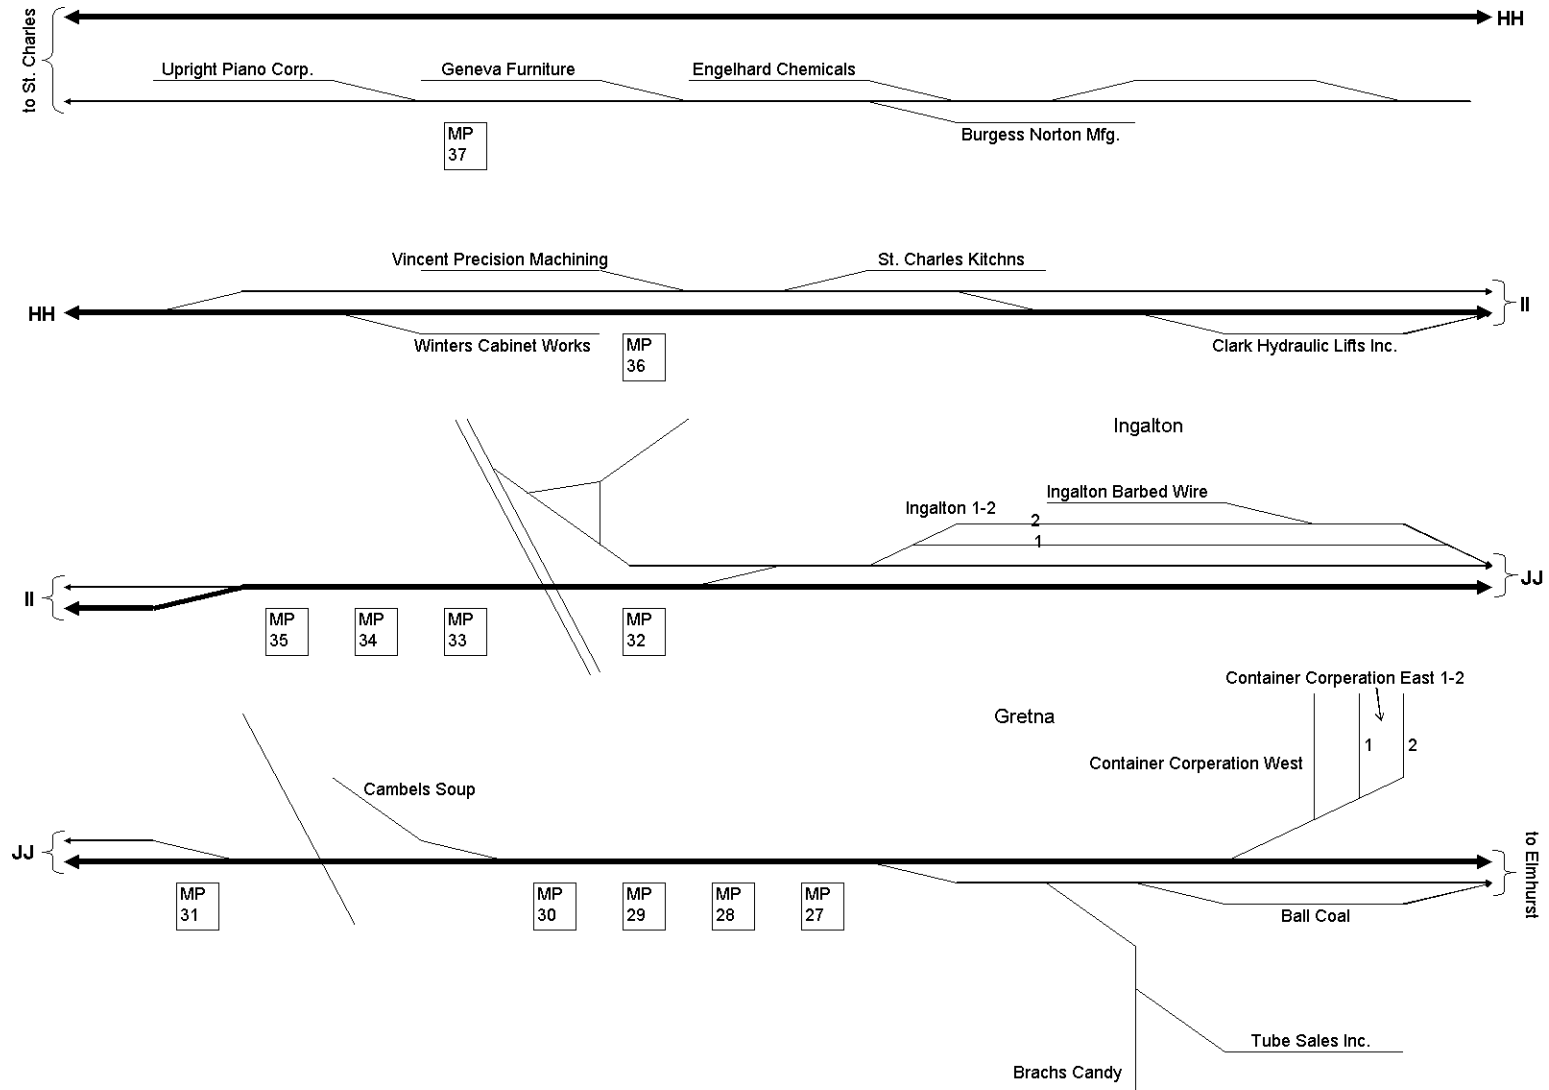 to St. Charles
HH
Upright Piano Corp.
Geneva Furniture
Engelhard Chemicals
Burgess Norton Mfg.
MP
37
Vincent Precision Machining
St. Charles Kitchns
HH
II
Winters Cabinet Works
MP
36
Clark Hydraulic Lifts Inc.
Ingalton
Ingalton Barbed Wire
Ingalton 1-2
2
1
II
JJ
MP
35
MP
34
MP
33
MP
32
Container Corperation East 1-2
Gretna
1
2
Container Corperation West
Cambels Soup
JJ
to Elmhurst
MP
31
MP
30
MP
29
MP
28
MP
27
Ball Coal
Tube Sales Inc.
Brachs Candy